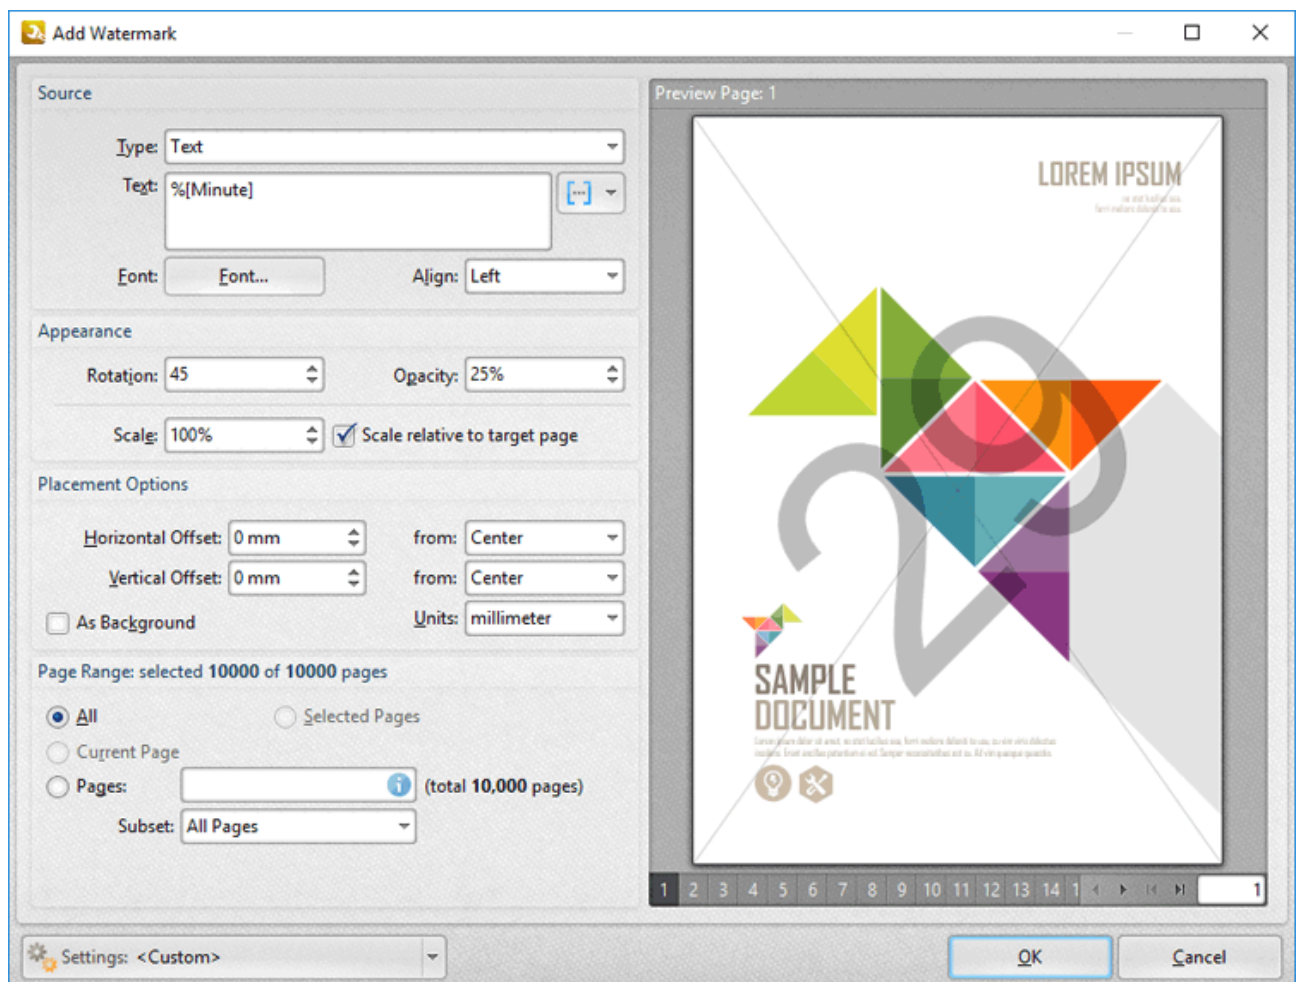 Add Watermark
Source
Type: Text
Text: %[Minute]
Font: Font... Align: Left
Appearance
Rotation: 45 Opacity: 25%
Scale: 100% Scale relative to target page
Placement Options
Horizontal Offset: 0 mm from: Center
Vertical Offset: 0 mm from: Center
As Background Units: millimeter
Page Range: selected 10000 of 10000 pages
All Selected Pages
Current Page
Pages: (total 10,000 pages)
Subset: All Pages
Settings: <Custom>
Preview Page: 1
LOREM IPSUM
29
SAMPLE
DOCUMENT
1 2 3 4 5 6 7 8 9 10 11 12 13 14 1 1
OK Cancel